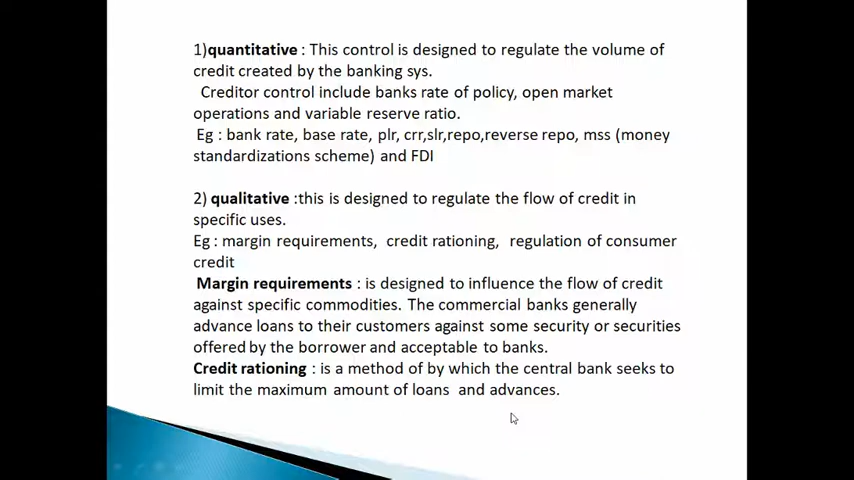 1)quantitative : This control is designed to regulate the volume of
credit created by the banking sys.
Creditor control include banks rate of policy, open market
operations and variable reserve ratio.
Eg : bank rate, base rate, plr, crr,slr,repo,reverse repo, mss (money
standardizations scheme) and FDI
2) qualitative :this is designed to regulate the flow of credit in
specific uses.
Eg : margin requirements, credit rationing, regulation of consumer
credit
Margin requirements : is designed to influence the flow of credit
against specific commodities. The commercial banks generally
advance loans to their customers against some security or securities
offered by the borrower and acceptable to banks.
Credit rationing : is a method of by which the central bank seeks to
limit the maximum amount of loans and advances.